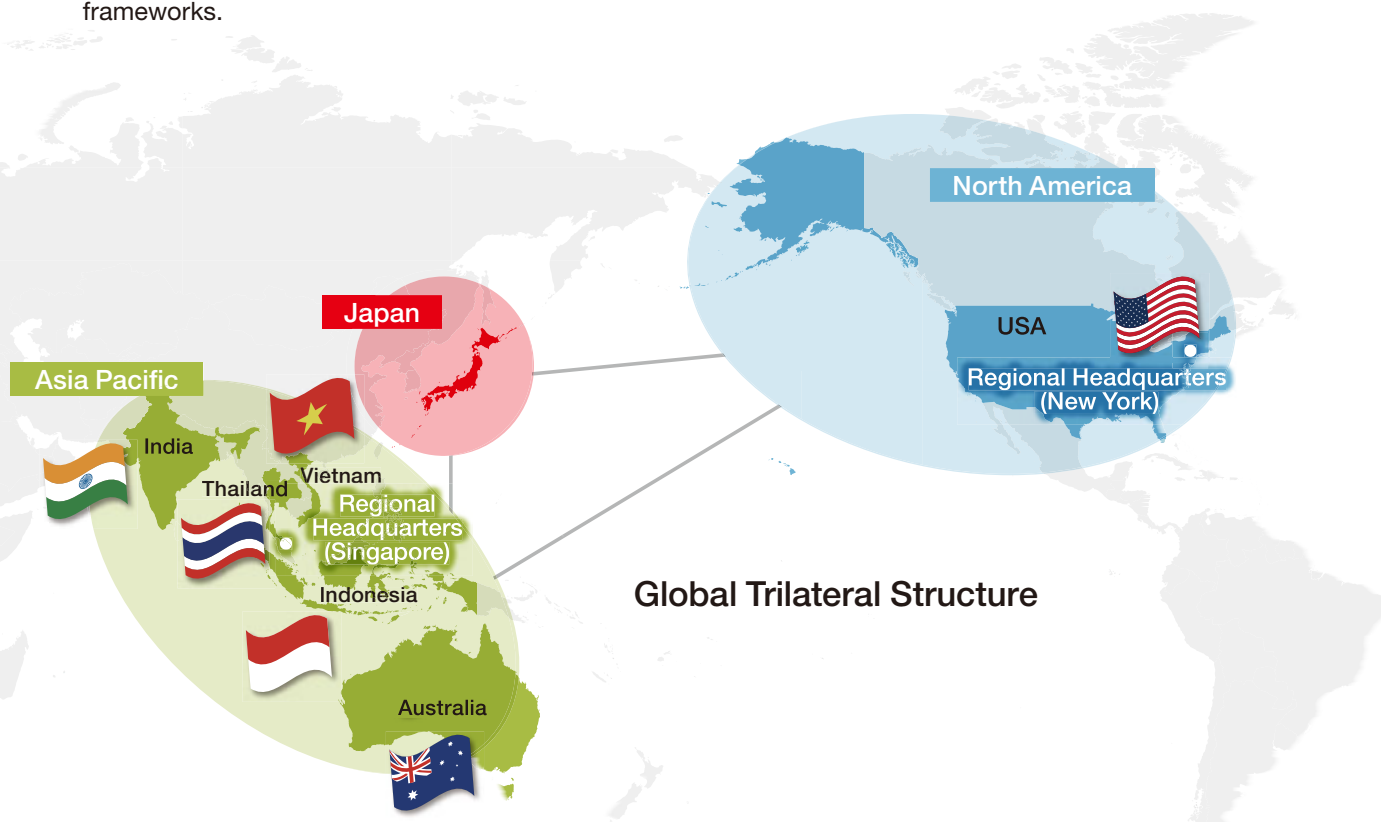 frameworks.
North America
Japan
USA
Asia Pacific
Regional Headquarters
(New York)
India
Vietnam
Thailand
Regional
Headquarters
(Singapore)
Indonesia
Global Trilateral Structure
Australia